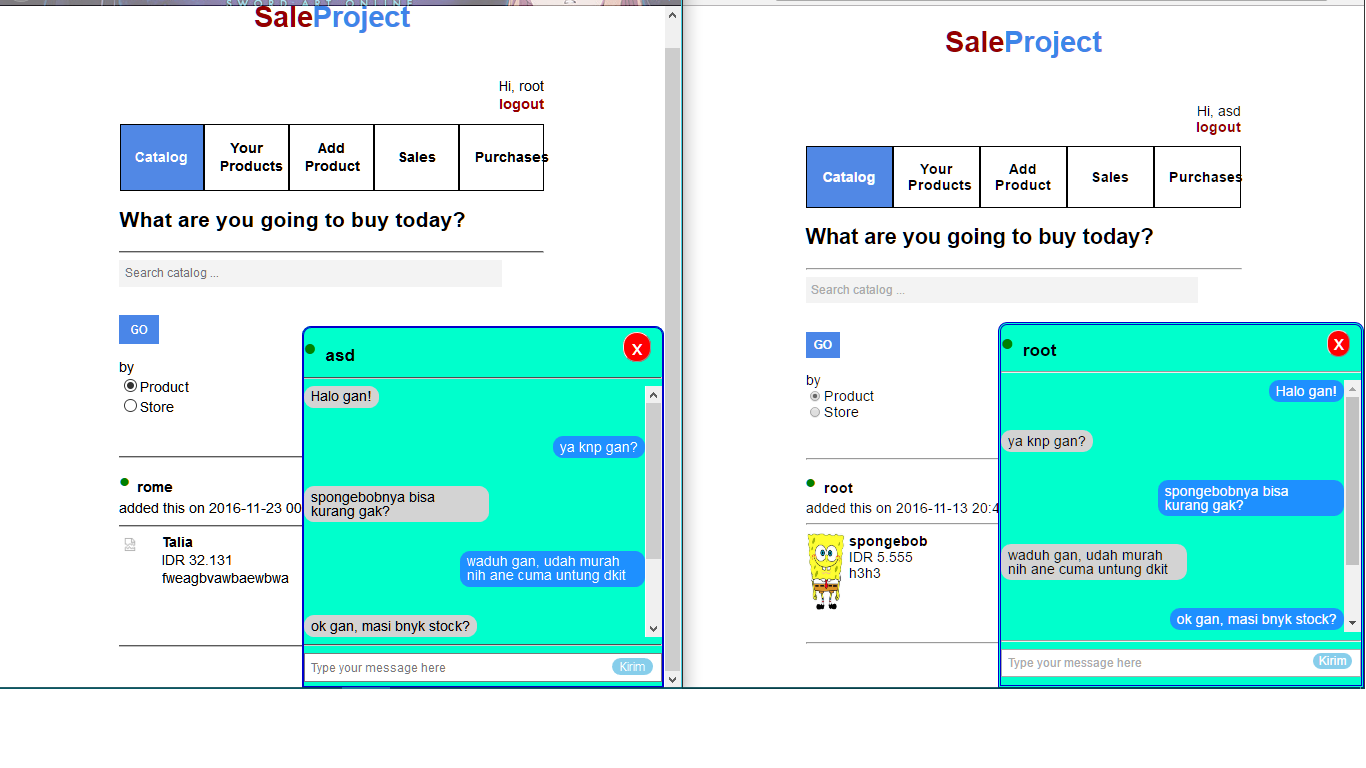 SWORD ART ONLINE
SaleProject
Hi, root
logout
Catalog
Your Products
Add Product
Sales
Purchases
What are you going to buy today?
Search catalog ...
GO
by
Product
Store
rome
added this on 2016-11-23 00
Talia
IDR 32.131
fweagbvawbaewbwa
asd
X
Halo gan!
ya knp gan?
spongebobnya bisa
kurang gak?
waduh gan, udah murah
nih ane cuma untung dkit
ok gan, masi bnyk stock?
Type your message here
Kirim
SaleProject
Hi, asd
logout
Catalog
Your Products
Add Product
Sales
Purchases
What are you going to buy today?
Search catalog ...
GO
by
Product
Store
root
added this on 2016-11-13 20:4
spongebob
IDR 5.555
h3h3
root
X
Halo gan!
ya knp gan?
spongebobnya bisa
kurang gak?
waduh gan, udah murah
nih ane cuma untung dkit
ok gan, masi bnyk stock?
Type your message here
Kirim